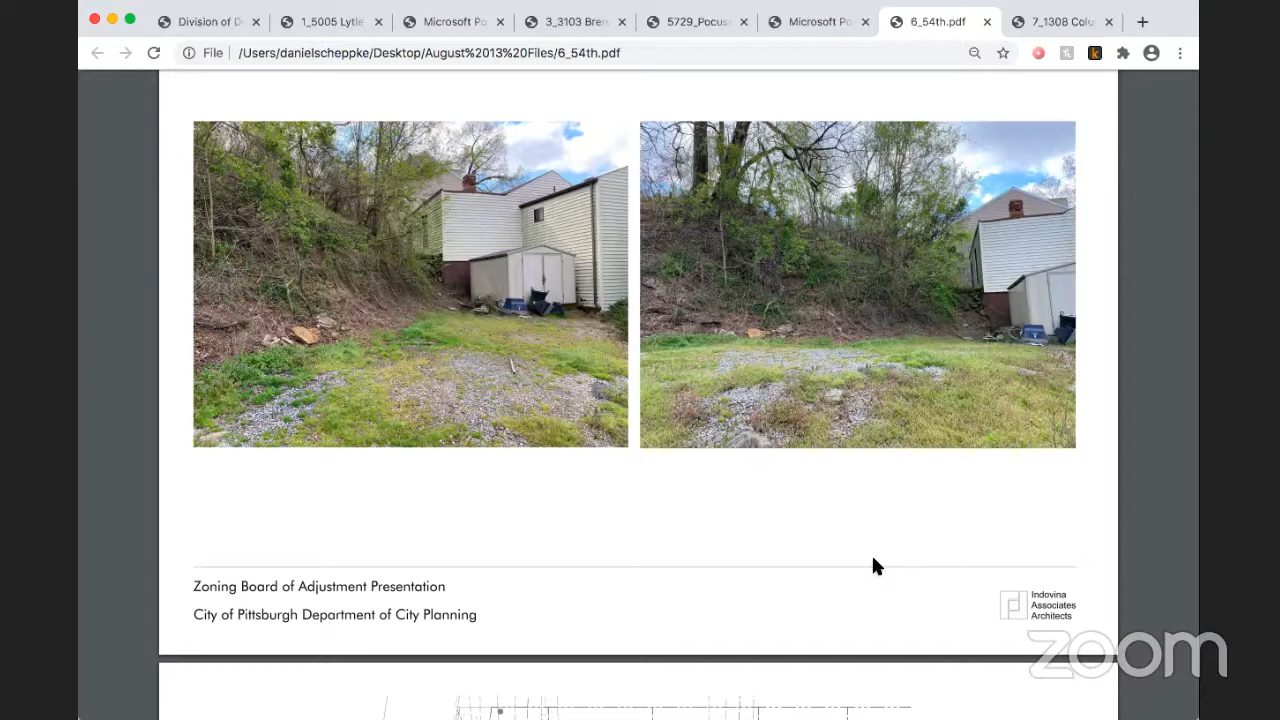 Division of D
1_5005 Lytle
Microsoft Po
3_3103 Brer
5729_Pocus
Microsoft Po
6_54th.pdf
7_1308 Colu
File /Users/danielscheppke/Desktop/August%2013%20Files/6_54th.pdf
Zoning Board of Adjustment Presentation
City of Pittsburgh Department of City Planning
Indovina
Associates
Architects
zoom